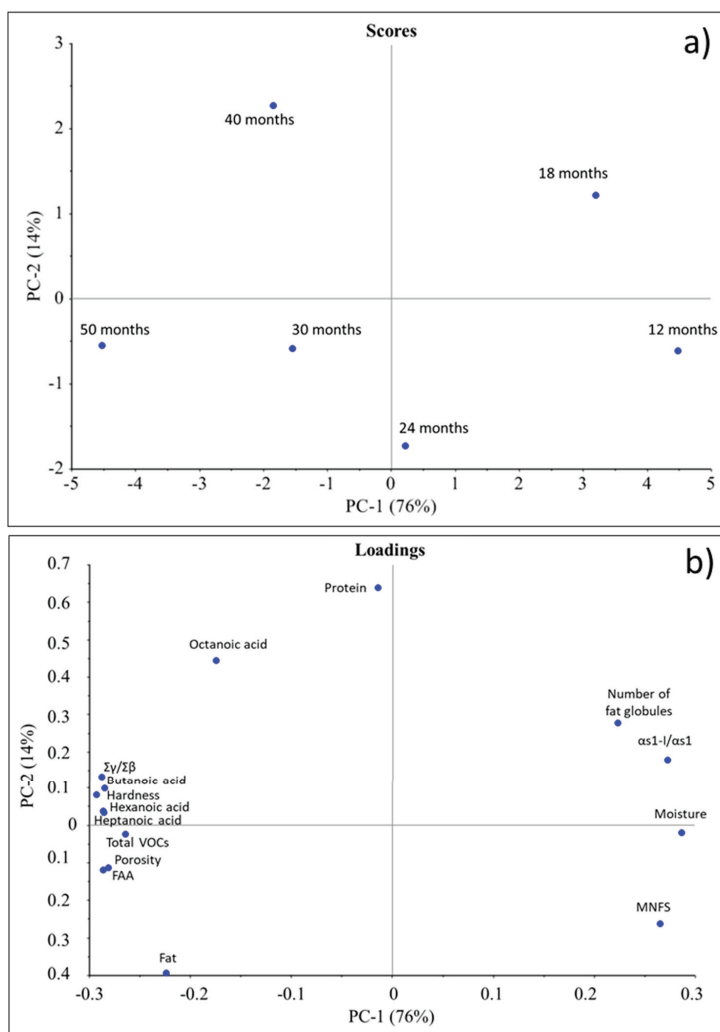 Scores
a)
3
40 months
2
18 months
1
PC-2 (14%)
0
50 months
30 months
12 months
-1
24 months
-2
-5 -4 -3 -2 -1 0 1 2 3 4 5
PC-1 (76%)
Loadings
b)
0.7
Protein
0.6
0.5
Octanoic acid
0.4
Number of
fat globules
0.3
αs1-I/αs1
0.2
PC-2 (14%)
Σγ/Σβ
Butanoic acid
0.1
Hardness
Hexanoic acid
Moisture
Heptanoic acid
0
Total VOCs
Porosity
0.1
FAA
MNFS
0.2
0.3
Fat
0.4
-0.3 -0.2 -0.1 0 0.1 0.2 0.3
PC-1 (76%)